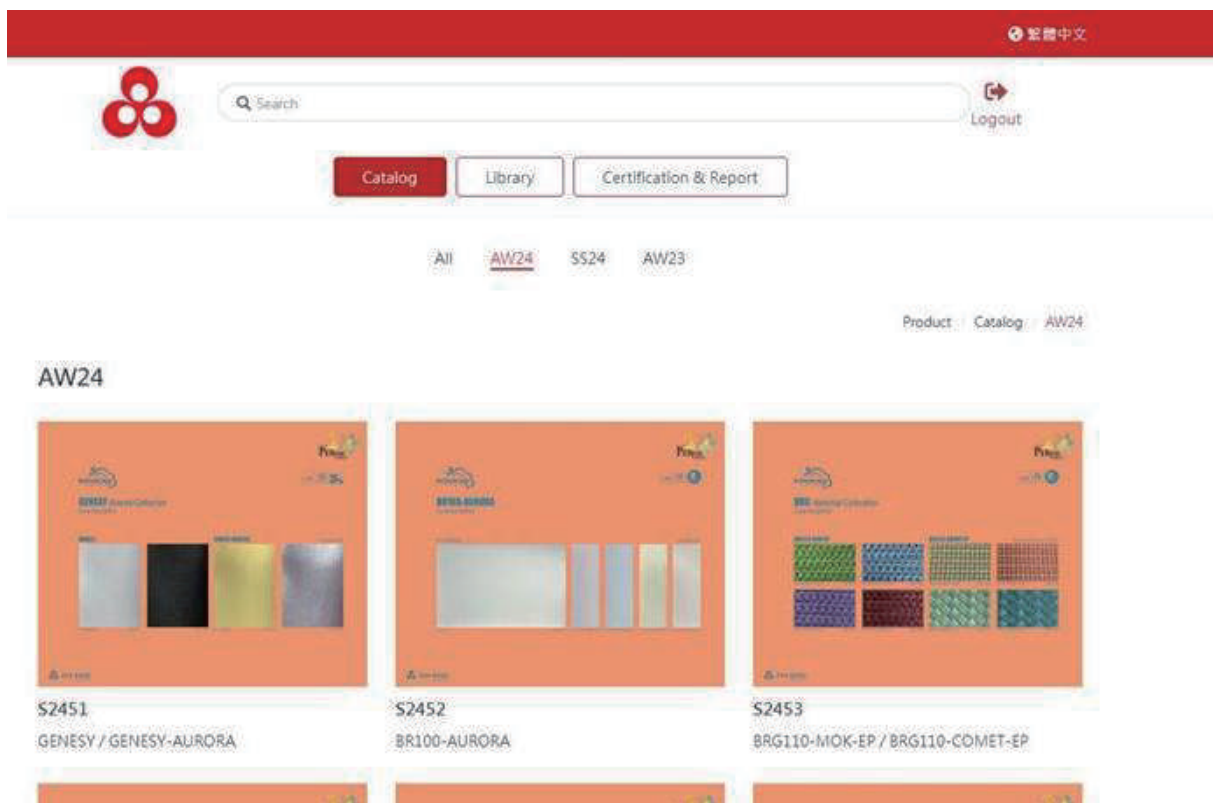 繁體中文
Search
Logout
Catalog Library Certification & Report
All AW24 SS24 AW23
Product Catalog AW24
AW24
S2451
GENESY / GENESY-AURORA
S2452
BR100-AURORA
S2453
BRG110-MOK-EP / BRG110-COMET-EP